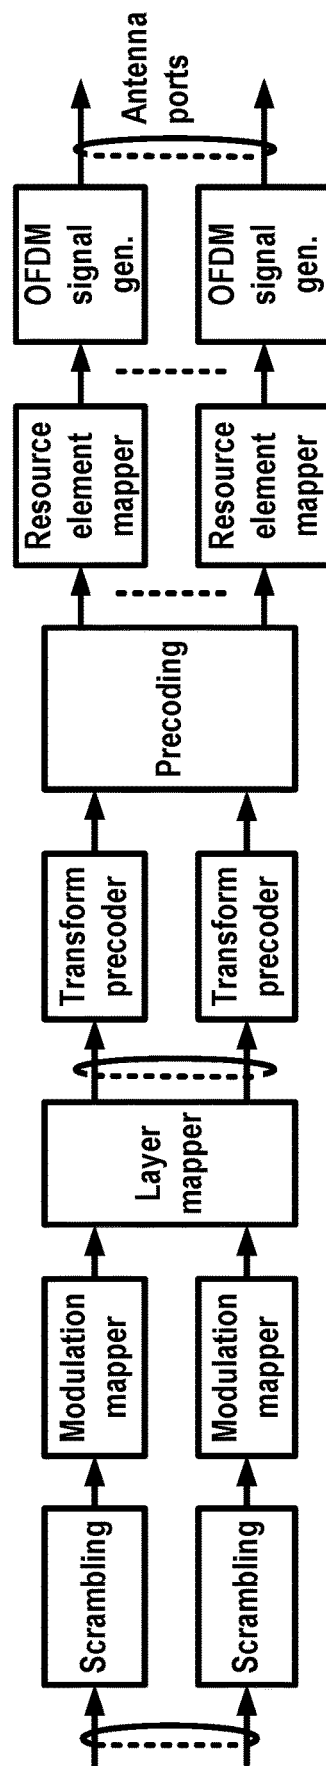 Scrambling
Scrambling
Modulation
mapper
Modulation
mapper
Layer
mapper
Transform
precoder
Transform
precoder
Precoding
Resource
element
mapper
Resource
element
mapper
OFDM
signal
gen.
OFDM
signal
gen.
Antenna
ports